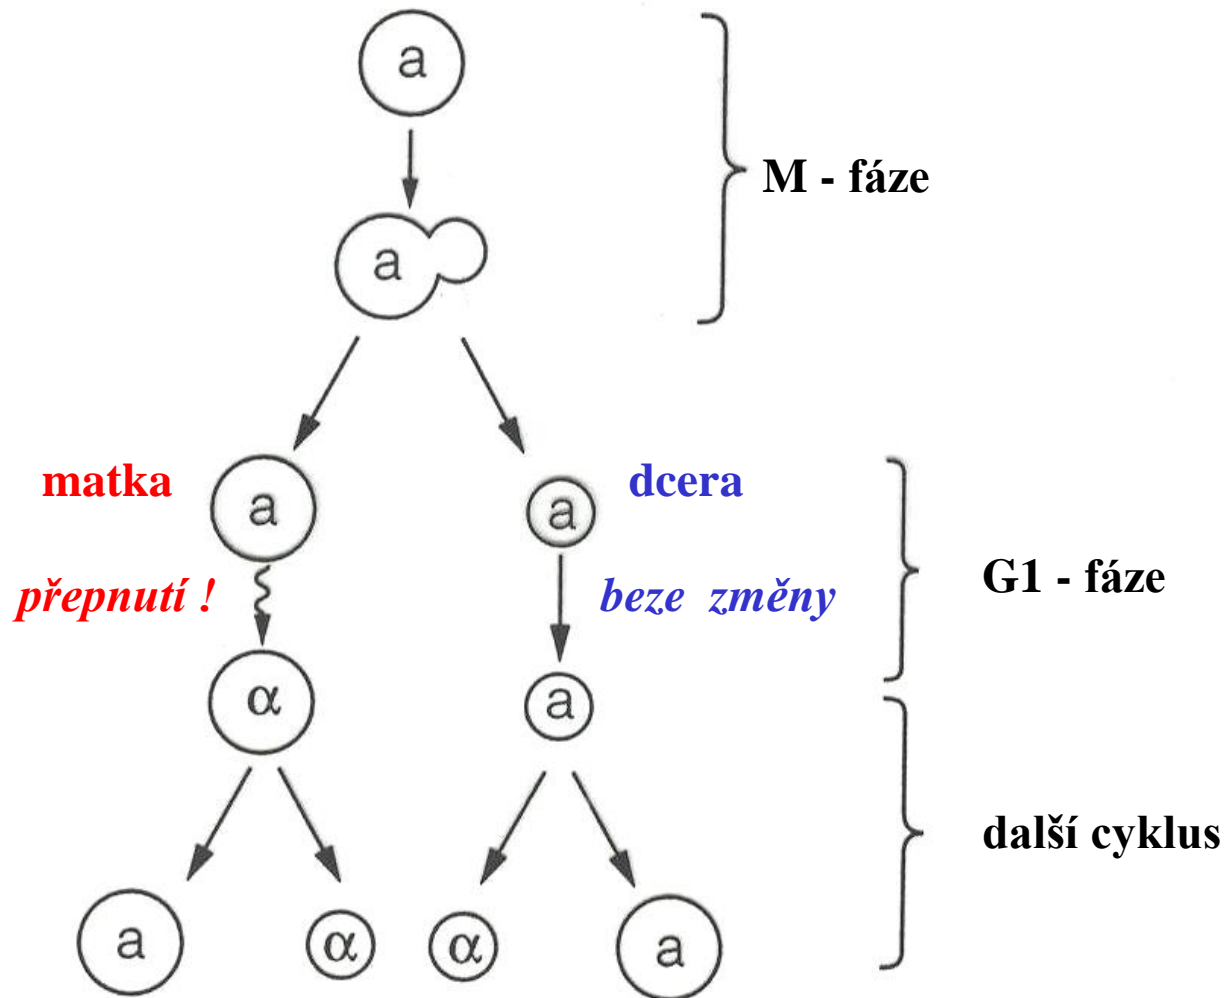 a
M - fáze
a
matka
a
a
dcera
přepnutí !
beze změny
G1 - fáze
α
a
další cyklus
a
α
α
a